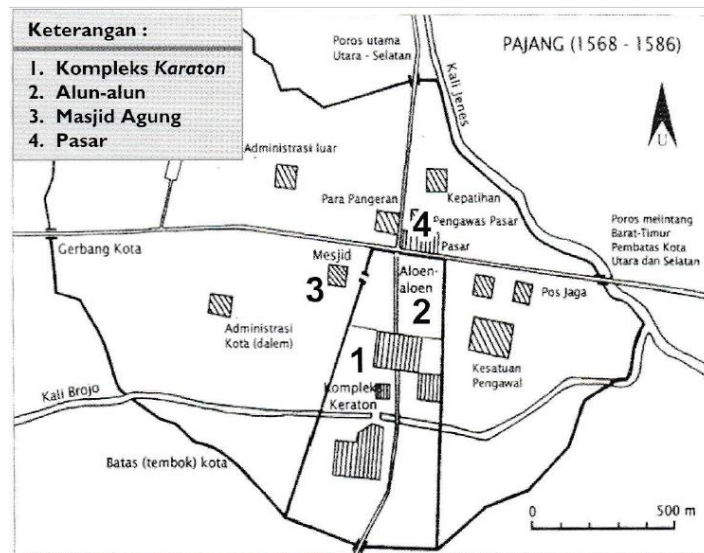 Keterangan :
1. Kompleks Karaton
2. Alun-alun
3. Masjid Agung
4. Pasar
PAJANG (1568 - 1586)
U
Poros utama
Utara - Selatan
Kali Jenes
Administrasi luar
Para Pangeran
Kepatihan
4
Pengawas Pasar
Pasar
Poros melintang
Barat-Timur
Pembatas Kota
Utara dan Selatan
Gerbang Kota
Mesjid
3
Aloen-
aloen
2
Pos Jaga
Administrasi
Kota (dalem)
1
Kesatuan
Pengawal
Kompleks
Keraton
Kali Brojo
Batas (tembok) kota
0 500 m